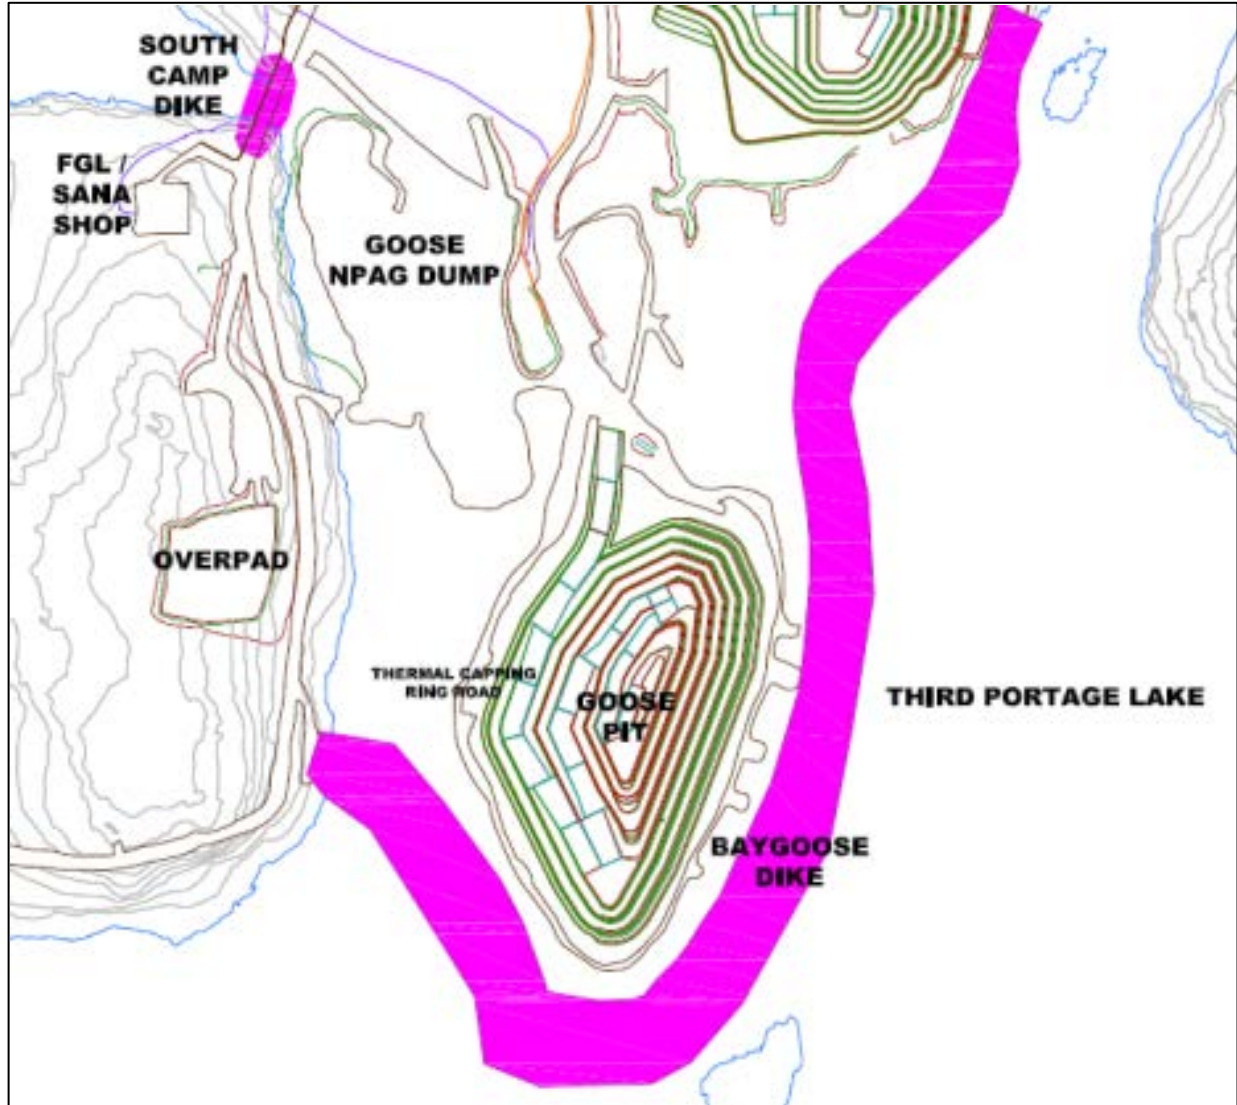 SOUTH
CAMP
DIKE
FGL /
SANA
SHOP
GOOSE
NPAG DUMP
OVERPAD
THERMAL CAPPING
RING ROAD
GOOSE
PIT
THIRD PORTAGE LAKE
BAYGOOSE
DIKE